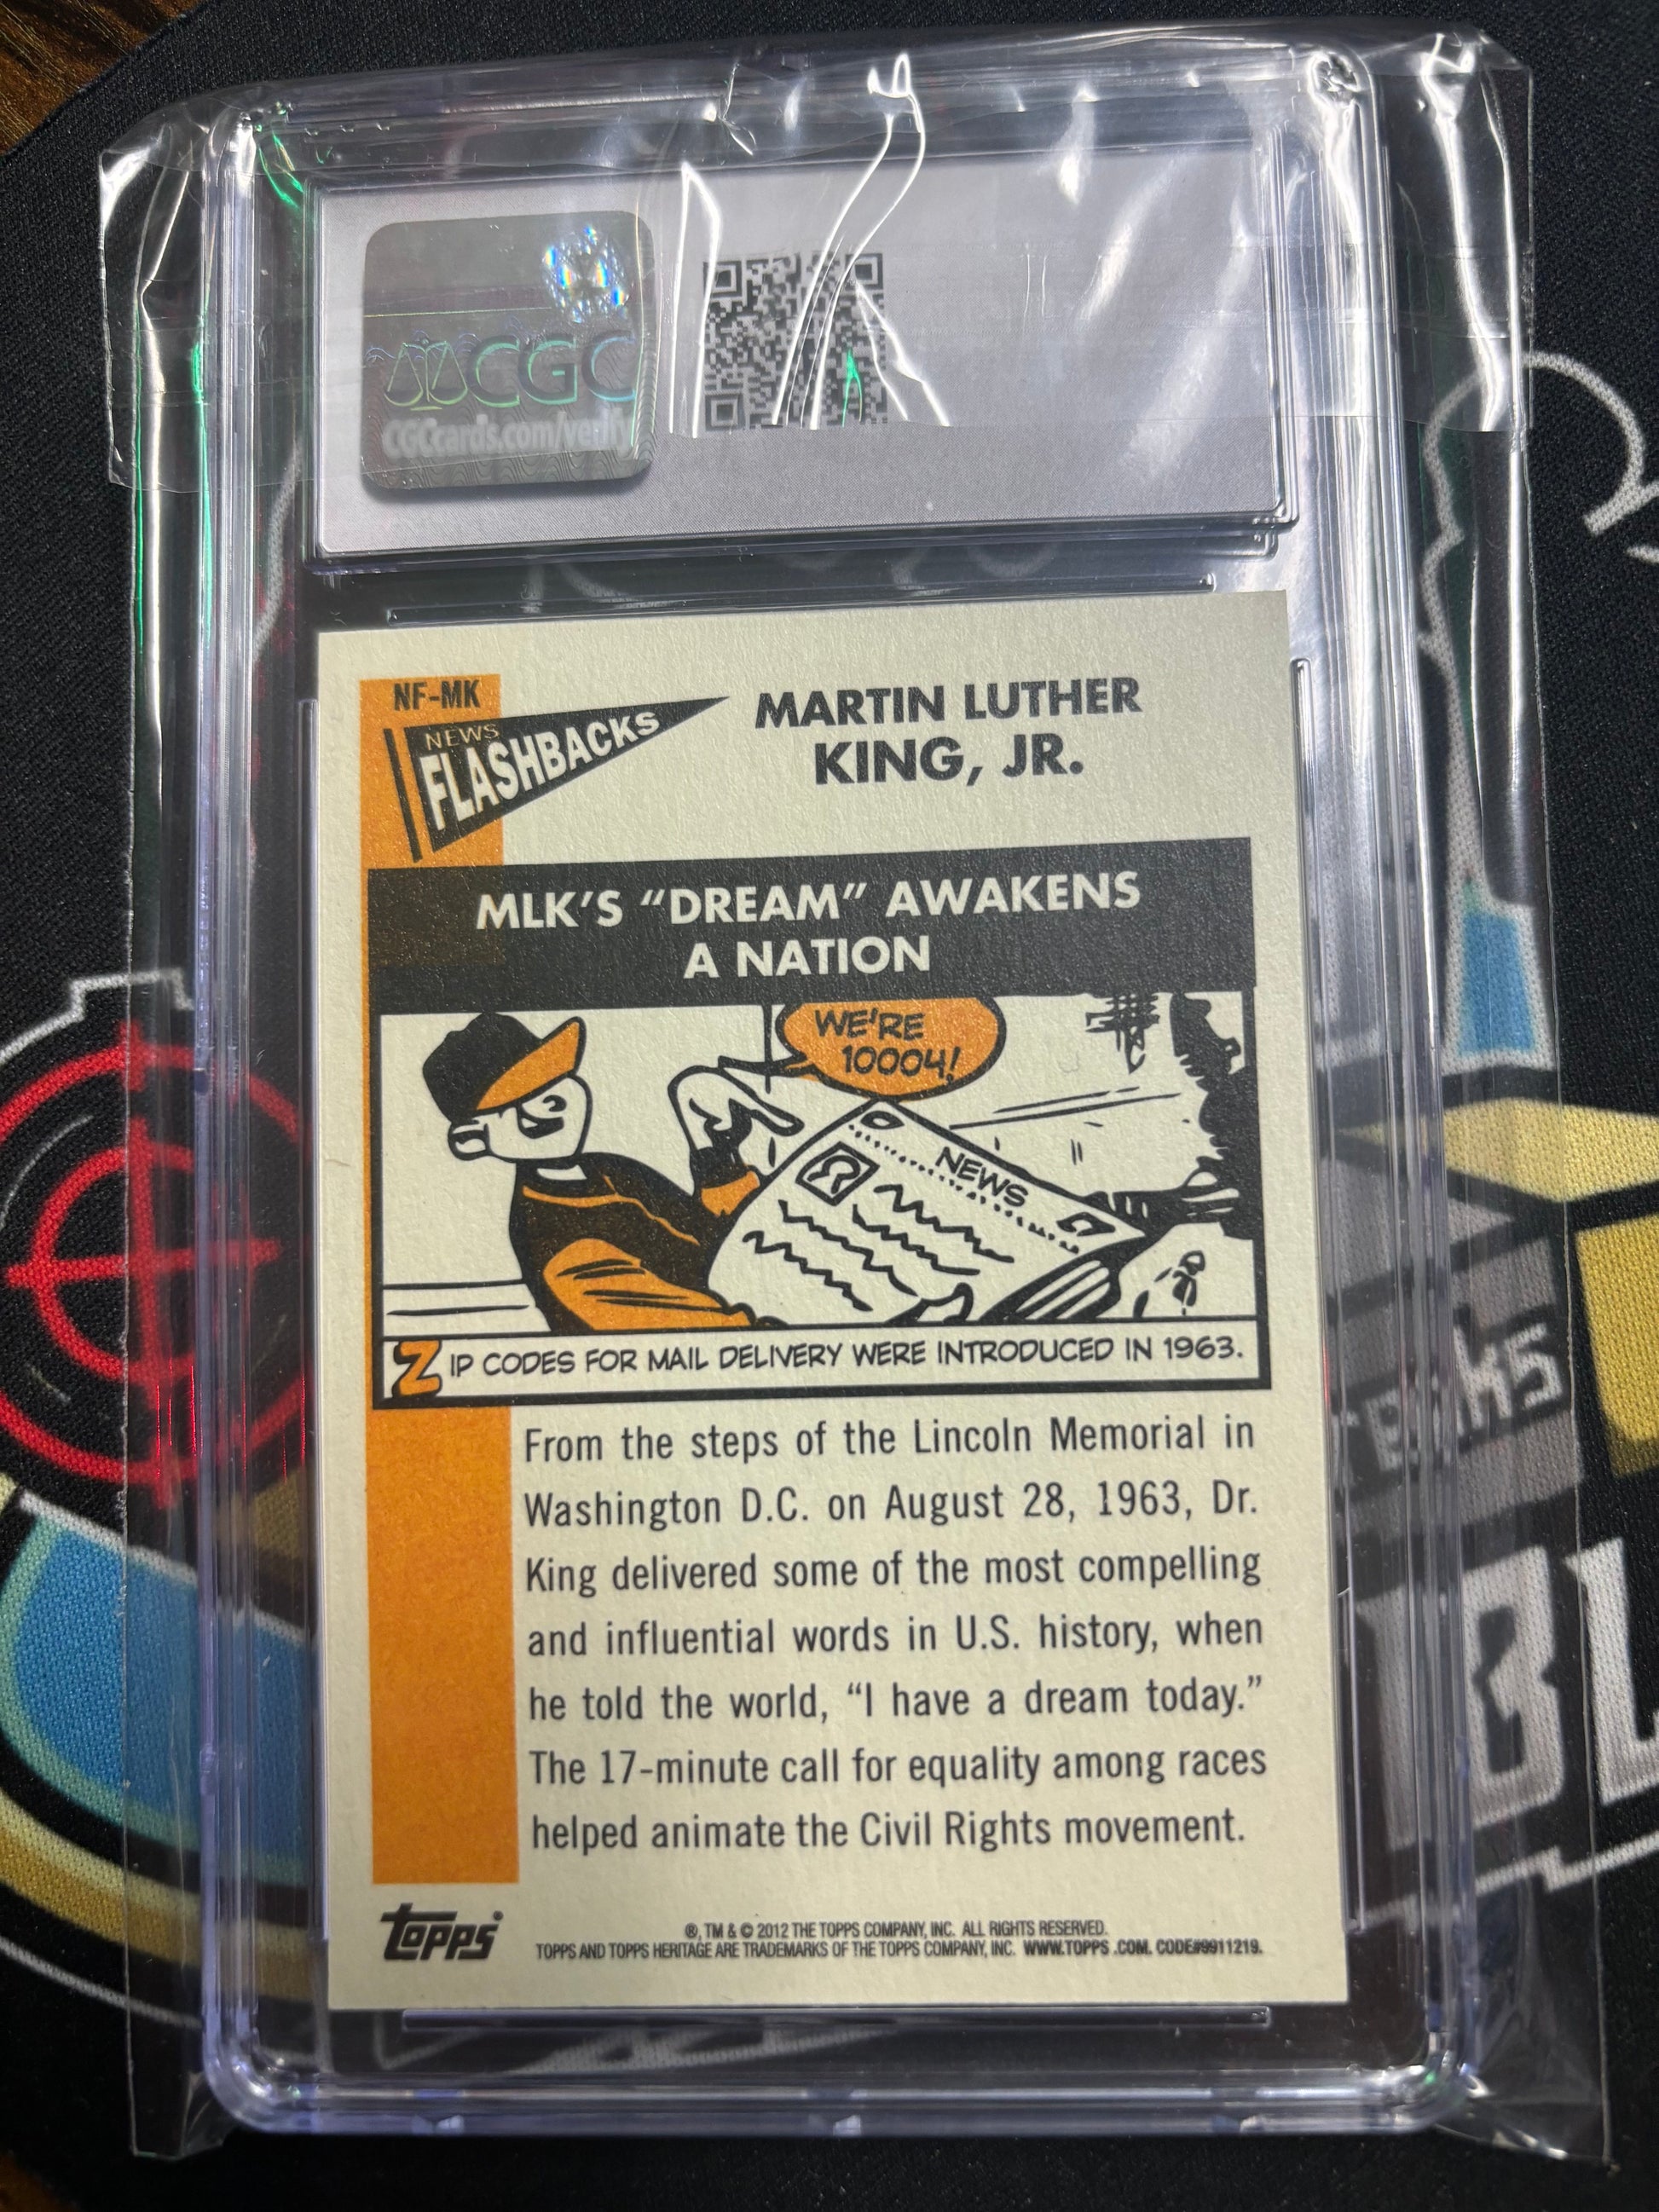 CGC
CGCcards.com/verify
NF-MK
NEWS
FLASHBACKS
MARTIN LUTHER
KING, JR.
MLK'S "DREAM" AWAKENS
A NATION
WE'RE
10004!
NEWS
ZIP CODES FOR MAIL DELIVERY WERE INTRODUCED IN 1963.
From the steps of the Lincoln Memorial in
Washington D.C. on August 28, 1963, Dr.
King delivered some of the most compelling
and influential words in U.S. history, when
he told the world, “I have a dream today.”
The 17-minute call for equality among races
helped animate the Civil Rights movement.
topps
®, TM & © 2012 THE TOPPS COMPANY, INC. ALL RIGHTS RESERVED.
TOPPS AND TOPPS HERITAGE ARE TRADEMARKS OF THE TOPPS COMPANY, INC. WWW.TOPPS .COM. CODE#9911219.
BL